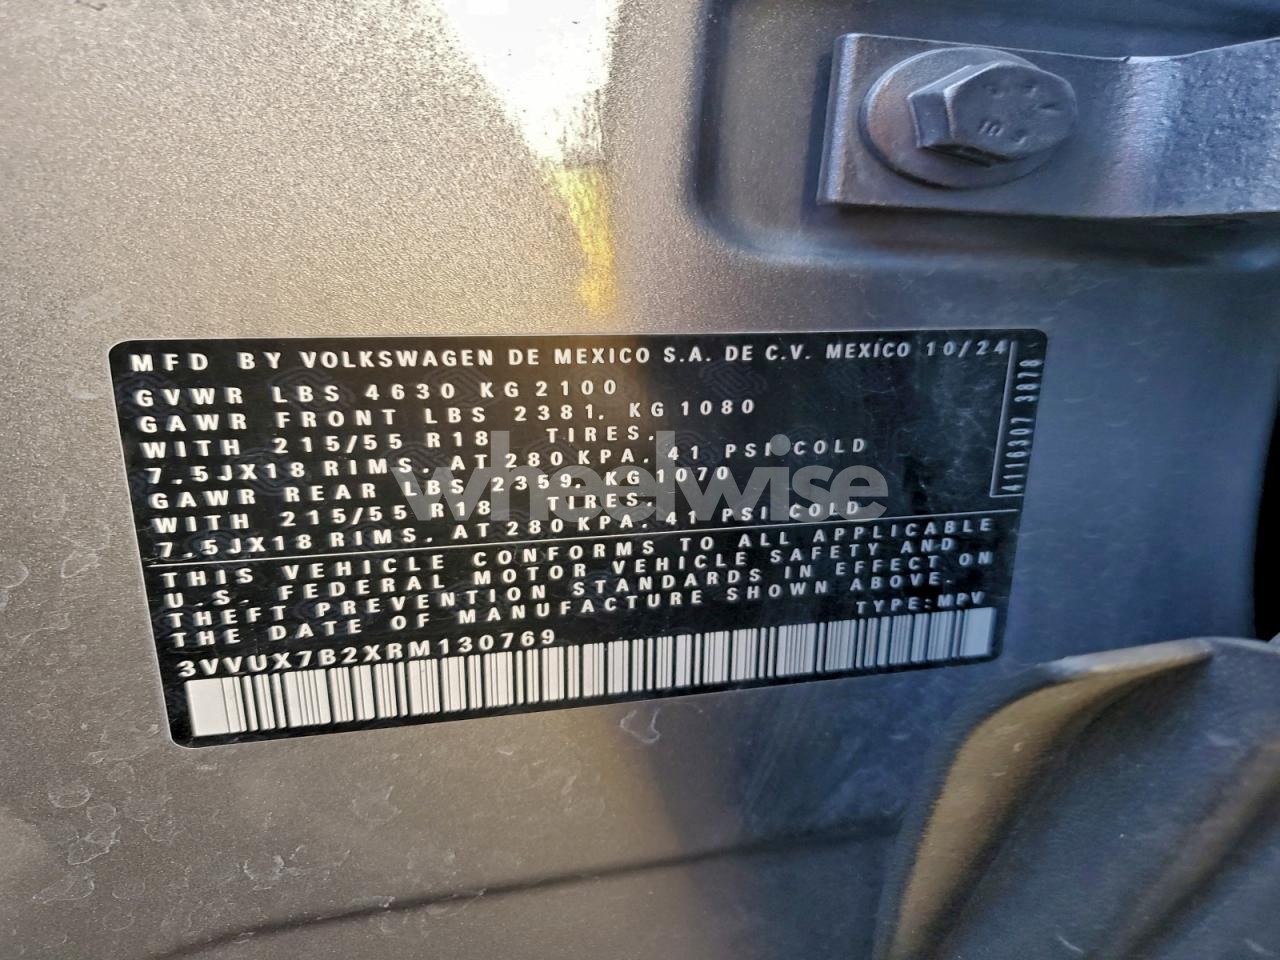 MFD BY VOLKSWAGEN DE MEXICO S.A. DE C.V. MEXICO 10/24
GVWR LBS 4630 KG 2100
GAWR FRONT LBS 2381, KG 1080
WITH 215/55 R18 TIRES,
7.5JX18 RIMS, AT 280 KPA, 41 PSI COLD
GAWR REAR LBS 2359, KG 1070
WITH 215/55 R18 TIRES,
7.5JX18 RIMS, AT 280 KPA, 41 PSI COLD
THIS VEHICLE CONFORMS TO ALL APPLICABLE
U.S. FEDERAL MOTOR VEHICLE SAFETY AND
THEFT PREVENTION STANDARDS IN EFFECT ON
THE DATE OF MANUFACTURE SHOWN ABOVE.
3VVUX7B2XRM130769 TYPE:MPV
4116307 3878
wheelwise